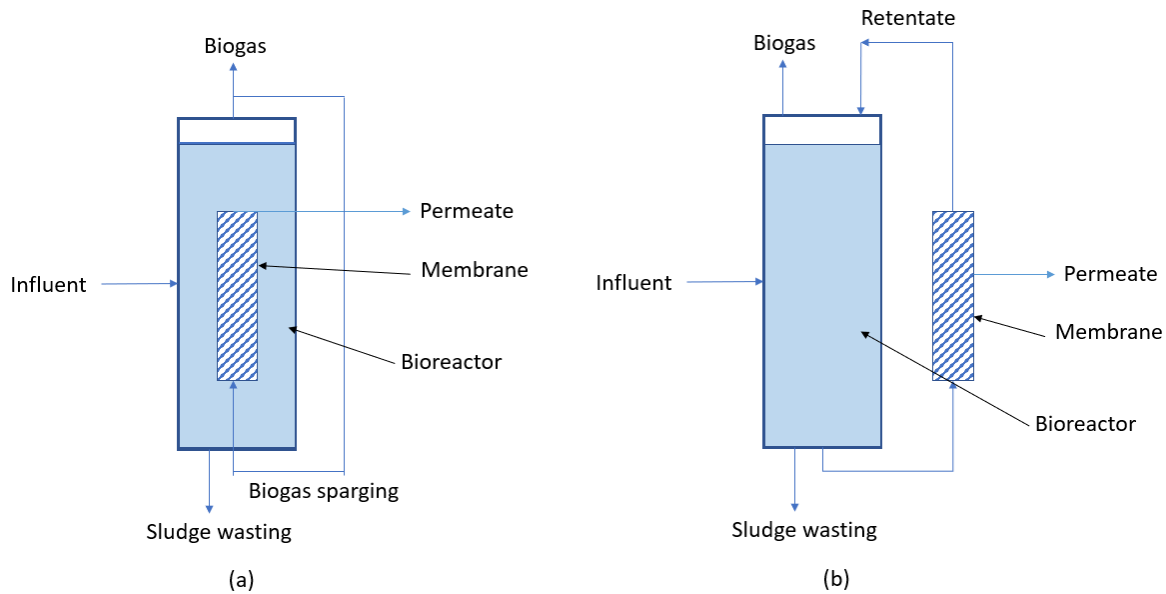 Biogas
Permeate
Membrane
Influent
Bioreactor
Biogas sparging
Sludge wasting
(a)
Retentate
Biogas
Permeate
Influent
Membrane
Bioreactor
Sludge wasting
(b)